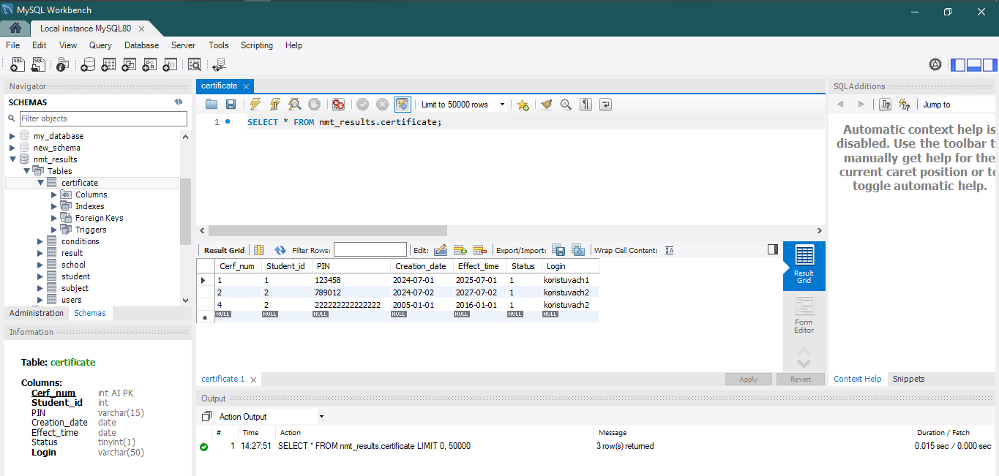 MySQL Workbench
Local instance MySQL80
File Edit View Query Database Server Tools Scripting Help
Navigator
SCHEMAS
Filter objects
my_database
new_schema
nmt_results
Tables
certificate
Columns
Indexes
Foreign Keys
Triggers
conditions
result
school
student
subject
users
Administration Schemas
Information
Table: certificate
Columns:
Cerf_num int AI PK
Student_id int
PIN varchar(15)
Creation_date date
Effect_time date
Status tinyint(1)
Login varchar(50)
certificate
Limit to 50000 rows
1 SELECT * FROM nmt_results.certificate;
Result Grid Filter Rows: Edit: Export/Import: Wrap Cell Content:
Cerf_num Student_id PIN Creation_date Effect_time Status Login
1 1 123458 2024-07-01 2025-07-01 1 koristuvach1
2 2 789012 2024-07-02 2027-07-02 1 koristuvach2
4 2 222222222222222 2005-01-01 2016-01-01 1 koristuvach2
NULL NULL NULL NULL NULL NULL NULL
Result
Grid
Form
Editor
certificate 1
Apply Revert
Output
Action Output
# Time Action Message Duration / Fetch
1 14:27:51 SELECT * FROM nmt_results.certificate LIMIT 0, 50000 3 row(s) returned 0.015 sec / 0.000 sec
SQLAdditions
Jump to
Automatic context help is
disabled. Use the toolbar t
manually get help for the
current caret position or to
toggle automatic help.
Context Help Snippets